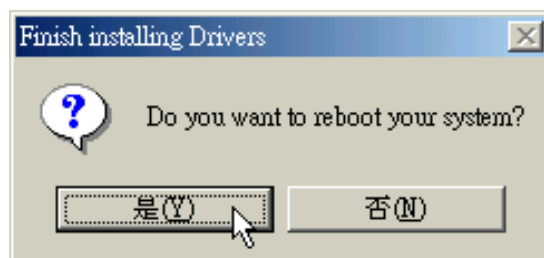 Finish installing Drivers
Do you want to reboot your system?
是(Y) 否(N)